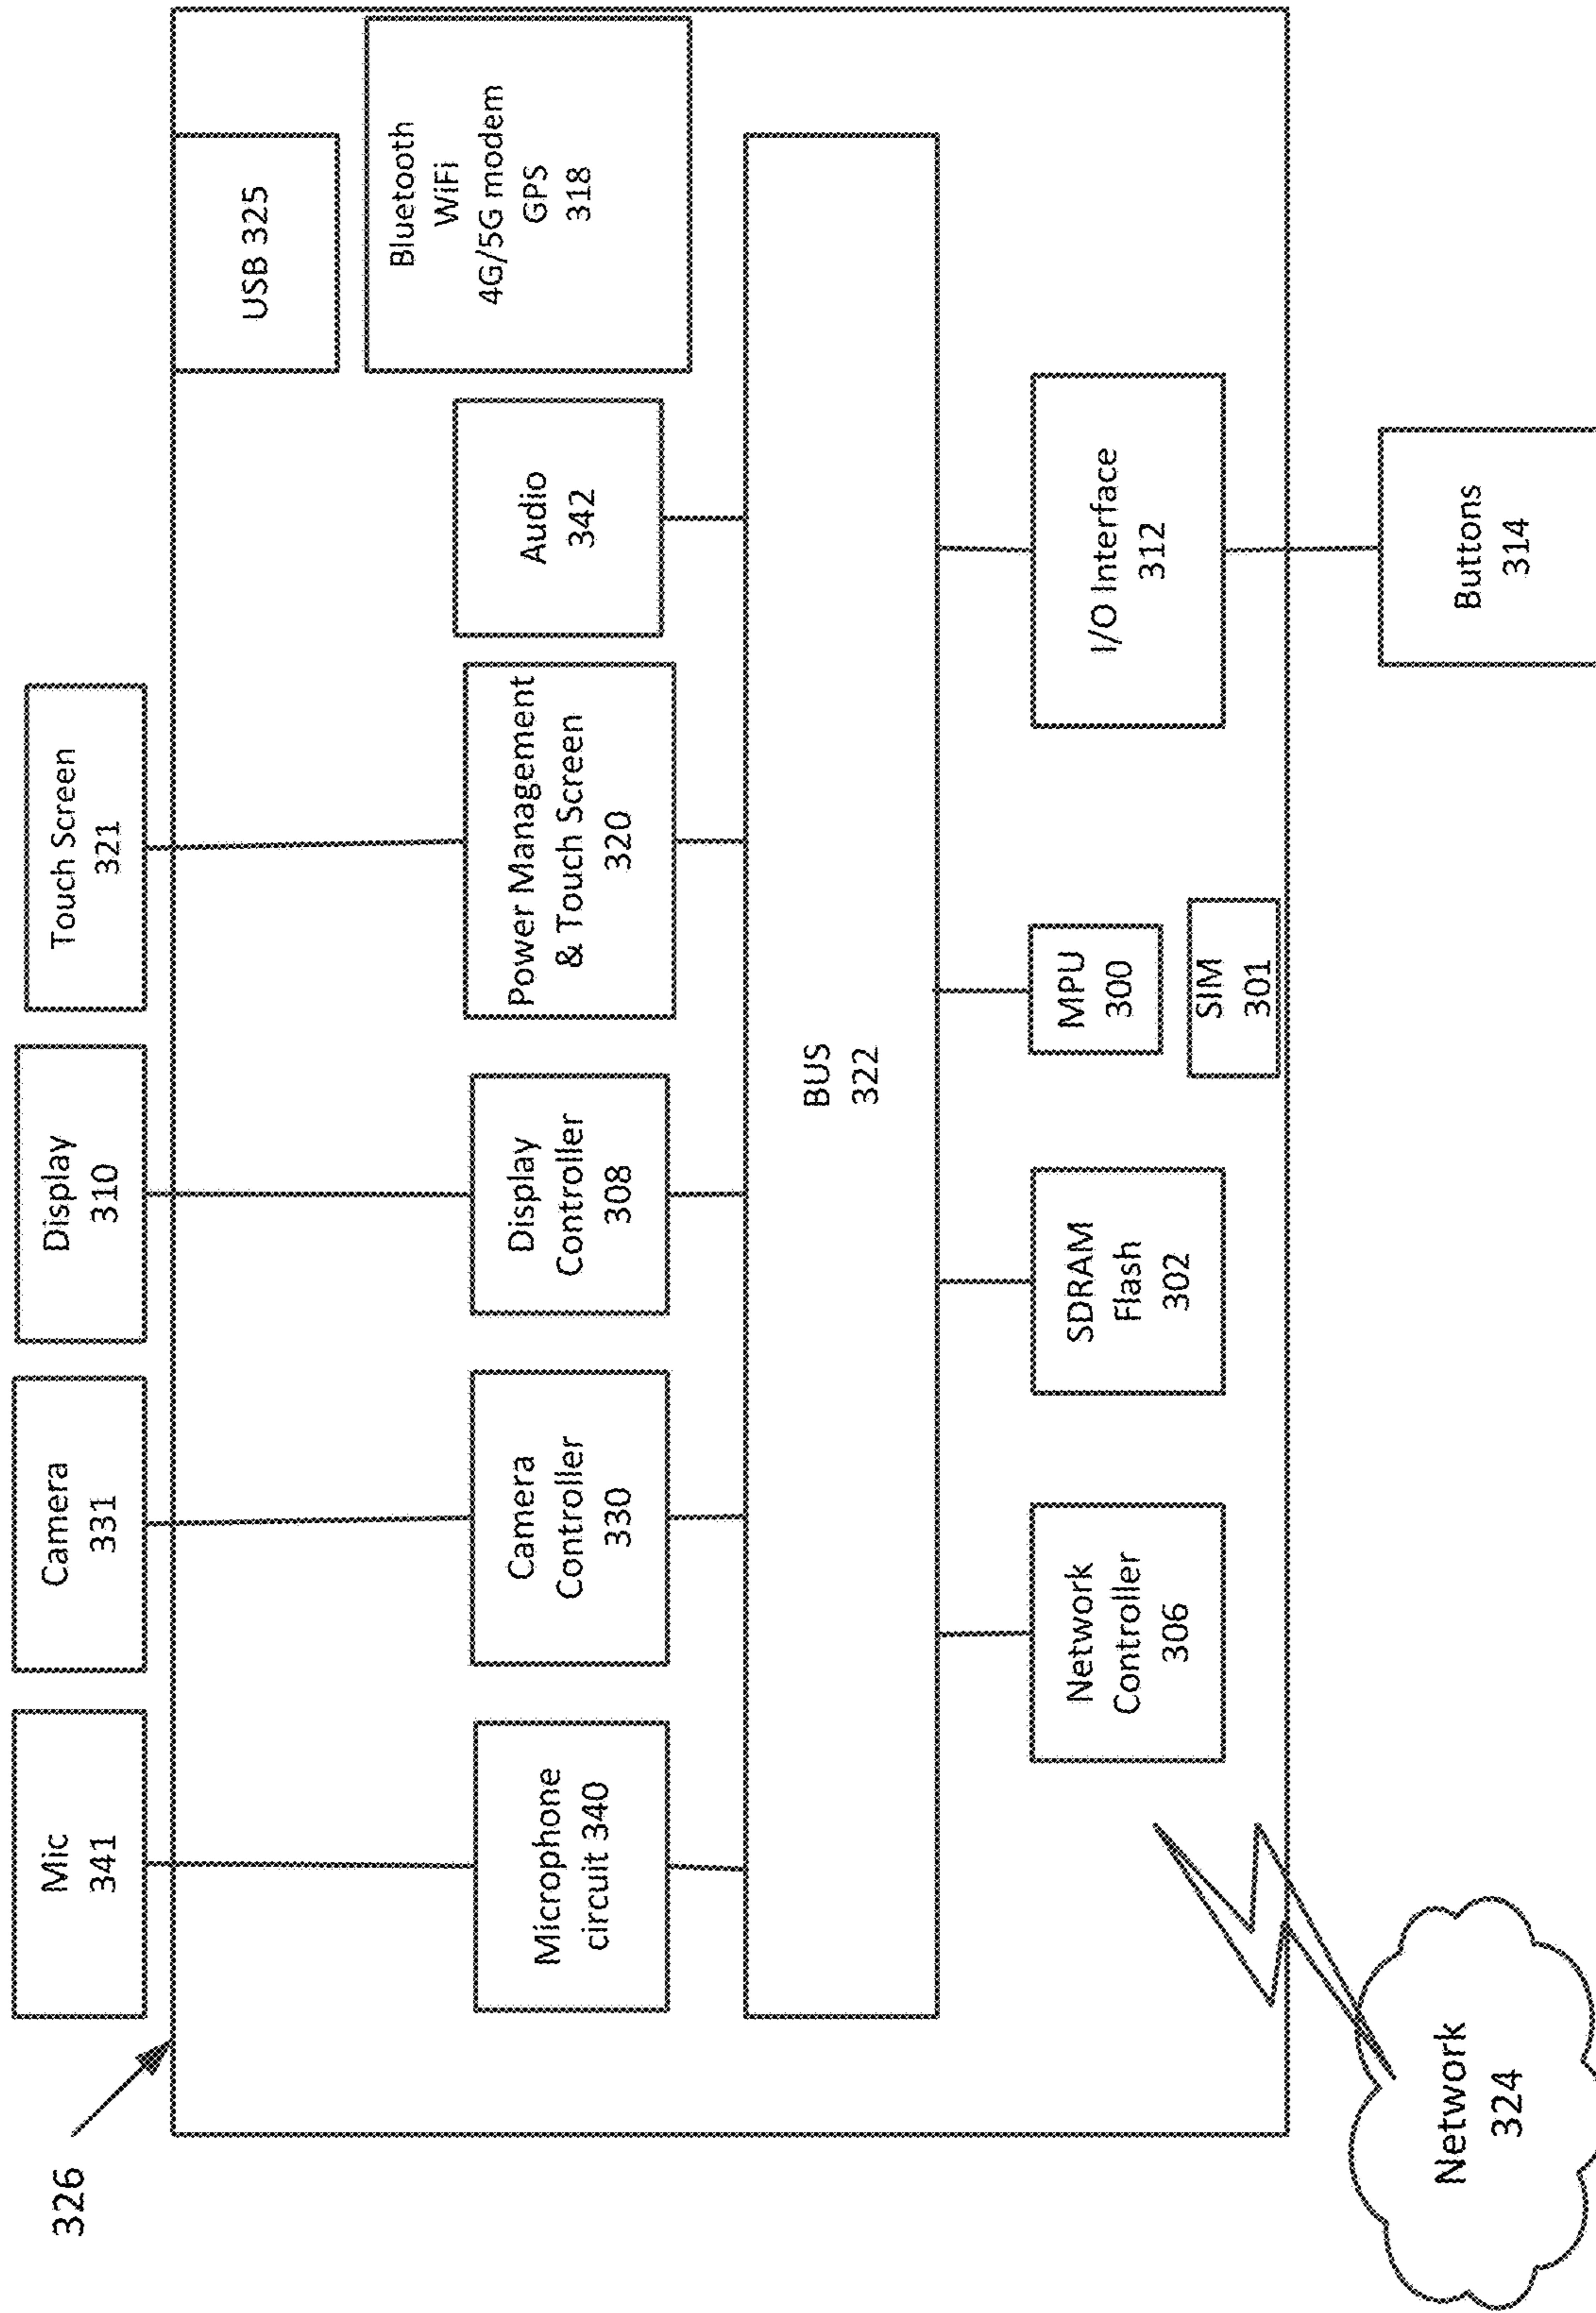 326
Mic
341
Camera
331
Display
310
Touch Screen
321
Microphone
circuit 340
Camera
Controller
330
Display
Controller
308
Power Management
& Touch Screen
320
Audio
342
USB 325
Bluetooth
WiFi
4G/5G modem
GPS
318
BUS
322
Network
Controller
306
SDRAM
Flash
302
MPU
300
SIM
301
I/O Interface
312
Network
324
Buttons
314